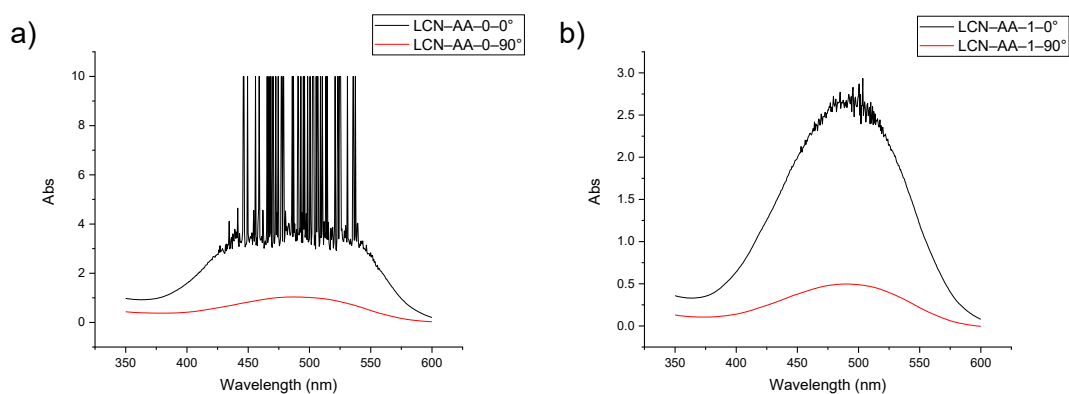 a)
LCN–AA–0–0°
LCN–AA–0–90°
10
8
6
4
2
0
Abs
350 400 450 500 550 600
Wavelength (nm)
b)
LCN–AA–1–0°
LCN–AA–1–90°
3.0
2.5
2.0
1.5
1.0
0.5
0.0
Abs
350 400 450 500 550 600
Wavelength (nm)